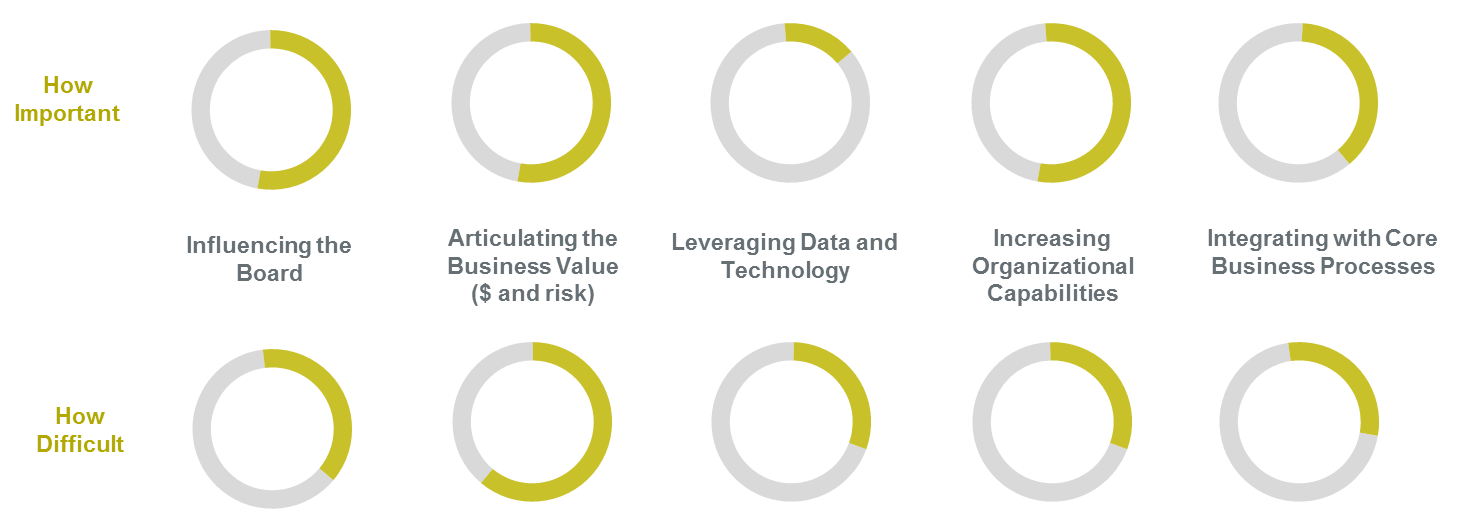 How
Important
Influencing the
Board
Articulating the
Business Value
($ and risk)
Leveraging Data and
Technology
Increasing
Organizational
Capabilities
Integrating with Core
Business Processes
How
Difficult